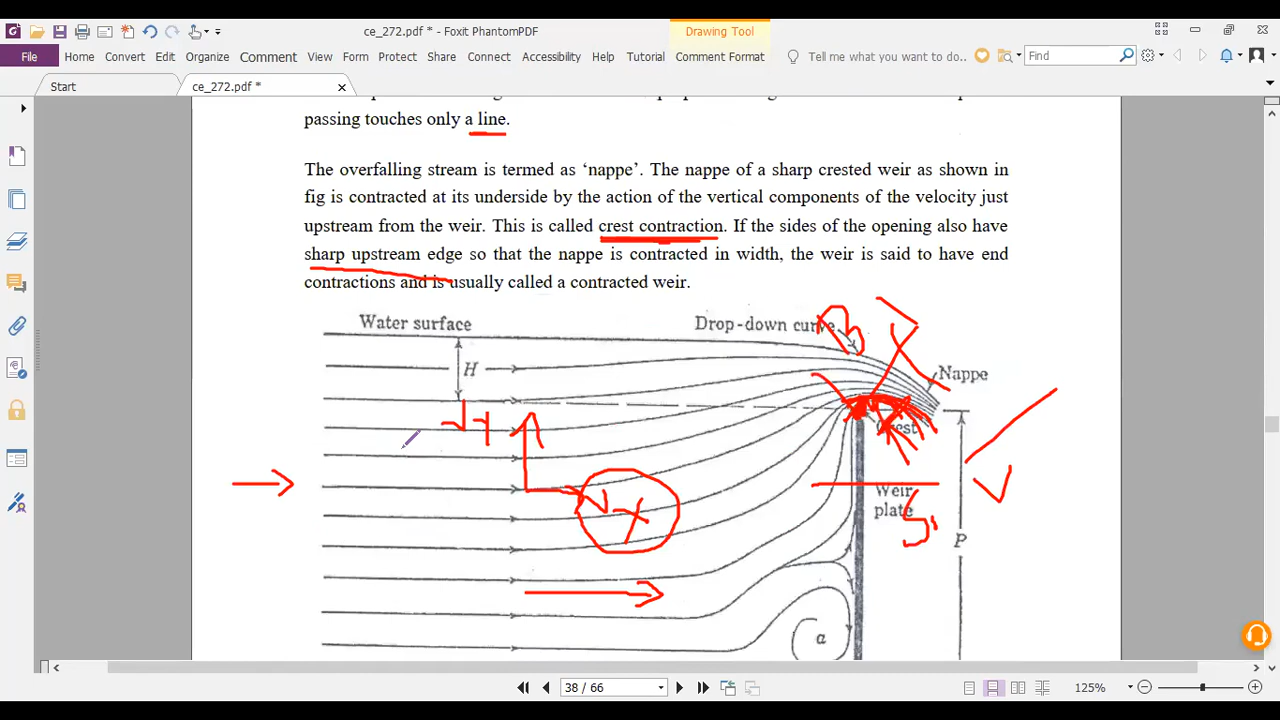 ce_272.pdf * - Foxit PhantomPDF
Drawing Tool
File Home Convert Edit Organize Comment View Form Protect Share Connect Accessibility Help Tutorial Comment Format Tell me what you want to do.. Find
Start ce_272.pdf *
passing touches only a line.
The overfalling stream is termed as ‘nappe’. The nappe of a sharp crested weir as shown in
fig is contracted at its underside by the action of the vertical components of the velocity just
upstream from the weir. This is called crest contraction. If the sides of the opening also have
sharp upstream edge so that the nappe is contracted in width, the weir is said to have end
contractions and is usually called a contracted weir.
Water surface
Drop-down curve
B
H
Nappe
Crest
Vy
Vx
Weir
plate
P
a
38 / 66
125%